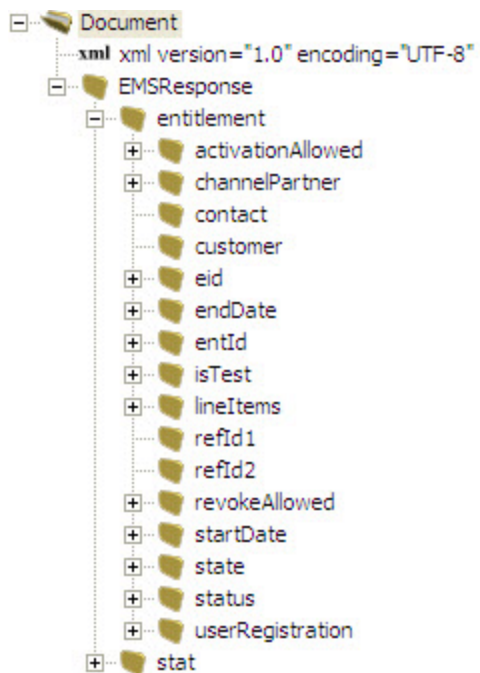 Document
xml xml version="1.0" encoding="UTF-8"
EMSResponse
entitlement
activationAllowed
channelPartner
contact
customer
eid
endDate
entId
isTest
lineItems
refId1
refId2
revokeAllowed
startDate
state
status
userRegistration
stat